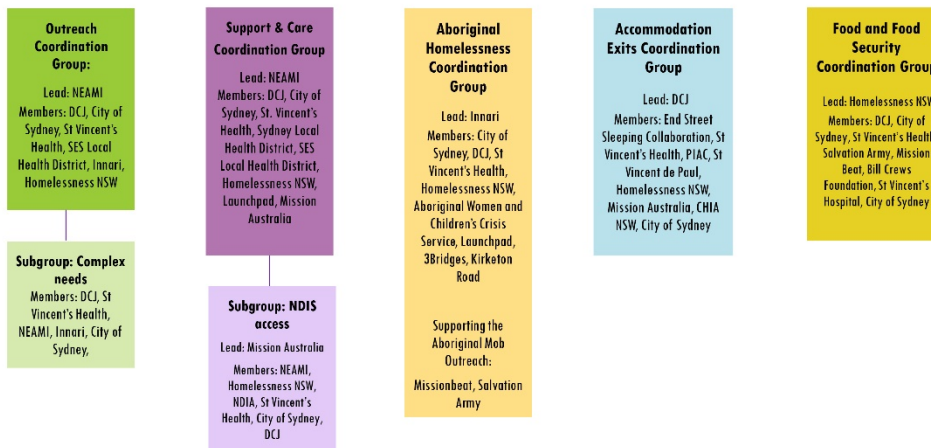 Outreach
Coordination
Group:
Lead: NEAMI
Members: DCJ, City of
Sydney, St Vincent's
Health, SES Local
Health District, Innari,
Homelessness NSW
Subgroup: Complex
needs
Members: DCJ, St
Vincent's Health,
NEAMI, Innari, City of
Sydney,
Support & Care
Coordination Group
Lead: NEAMI
Members: DCJ, City of
Sydney, St. Vincent's
Health, Sydney Local
Health District, SES
Local Health District,
Homelessness NSW,
Launchpad, Mission
Australia
Subgroup: NDIS
access
Lead: Mission Australia
Members: NEAMI,
Homelessness NSW,
NDIA, St Vincent's
Health, City of Sydney,
DCJ
Aboriginal
Homelessness
Coordination
Group
Lead: Innari
Members: City of
Sydney, DCJ, St
Vincent's Health,
Homelessness NSW,
Aboriginal Women and
Children's Crisis
Service, Launchpad,
3Bridges, Kirketon
Road
Supporting the
Aboriginal Mob
Outreach:
Missionbeat, Salvation
Army
Accommodation
Exits Coordination
Group
Lead: DCJ
Members: End Street
Sleeping Collaboration, St
Vincent's Health, PIAC, St
Vincent de Paul,
Homelessness NSW,
Mission Australia, CHIA
NSW, City of Sydney
Food and Food
Security
Coordination Group
Lead: Homelessness NSW
Members: DCJ, City of
Sydney, St Vincent's Health,
Salvation Army, Mission
Beat, Bill Crews
Foundation, St Vincent's
Hospital, City of Sydney